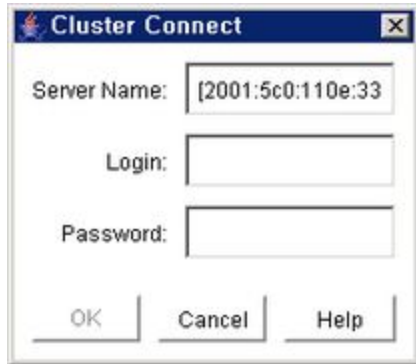 Cluster Connect
Server Name: [2001:5c0:110e:33
Login:
Password:
OK Cancel Help